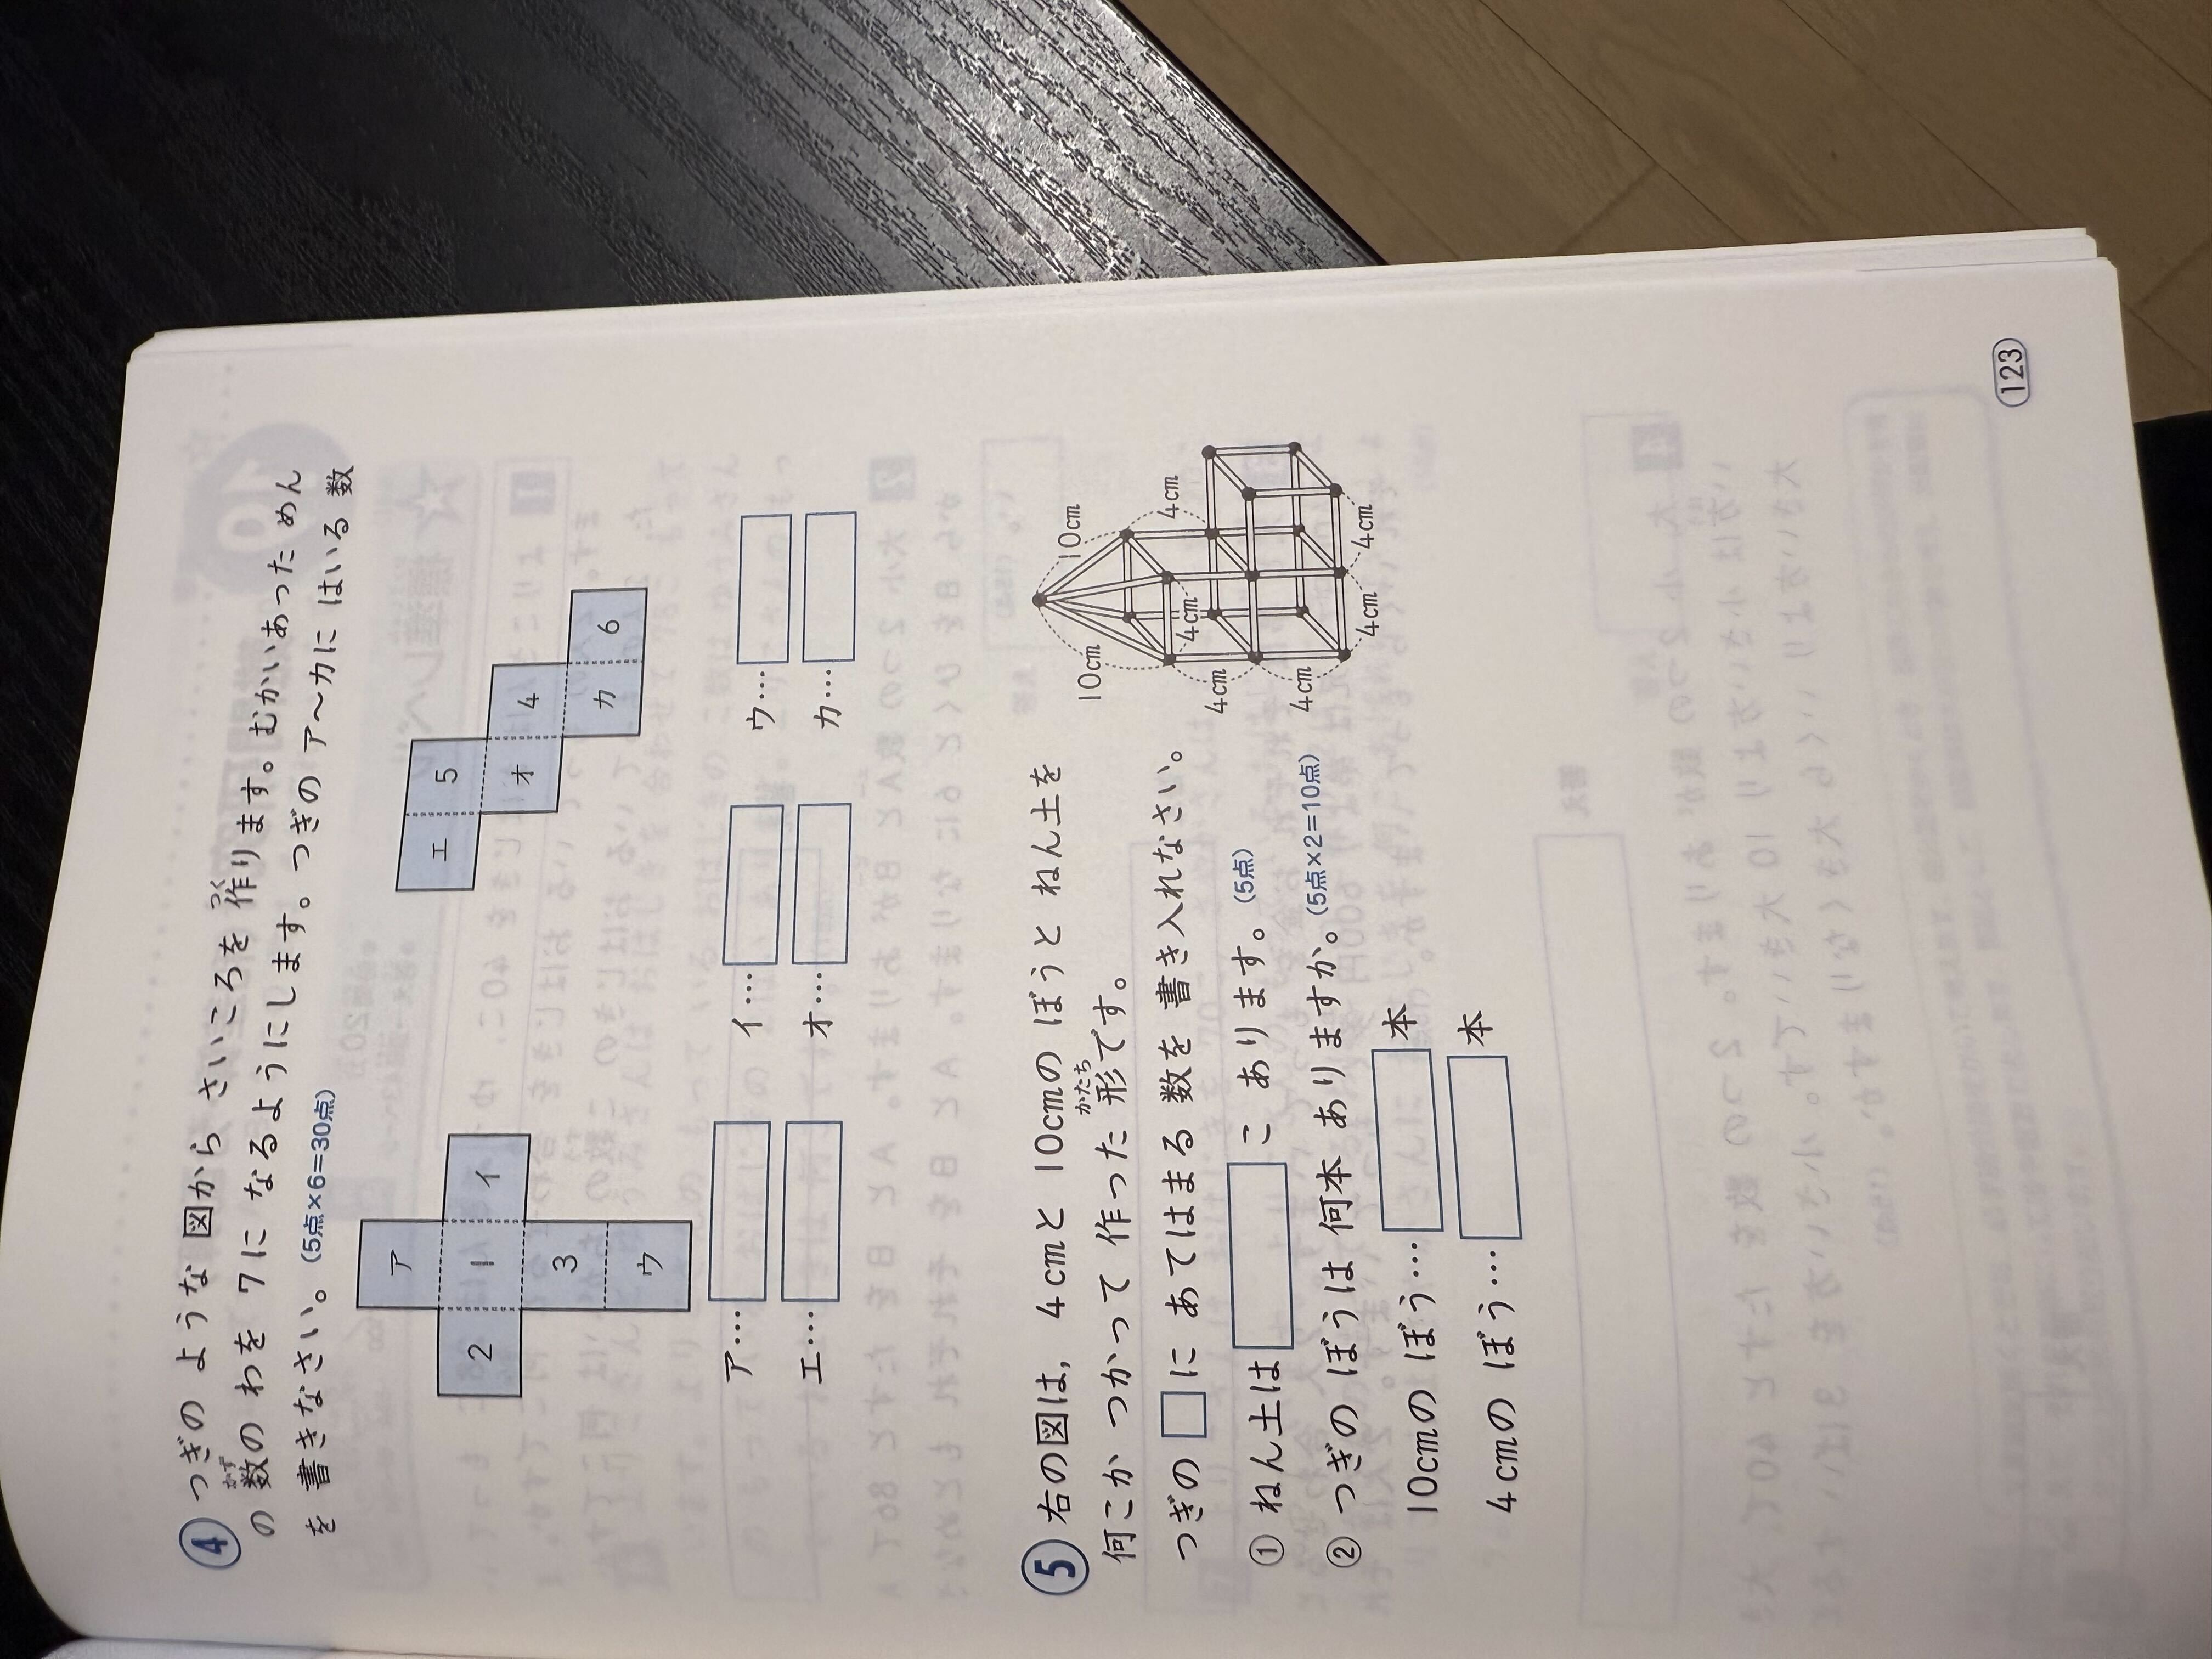 ④ つぎの ような 図から さいころを 作ります。むかいあった めん
の 数の わを 7に なるようにします。つぎの ア〜カに はいる 数
を 書きなさい。(5点×6=30点)
ア
2 1 イ
3
ウ
エ 5
オ 4
カ 6
ア… イ… ウ…
エ… オ… カ…
⑤ 右の図は, 4cmと 10cmの ぼうと ねん土を
何こか つかって 作った 形です。
つぎの □に あてはまる 数を 書き入れなさい。
① ねん土は こ あります。(5点)
② つぎの ぼうは 何本 ありますか。(5点×2=10点)
10cmの ぼう… 本
4cmの ぼう… 本
10cm
10cm
4cm
4cm
4cm
4cm
4cm
4cm
かず
つく
かたち
123